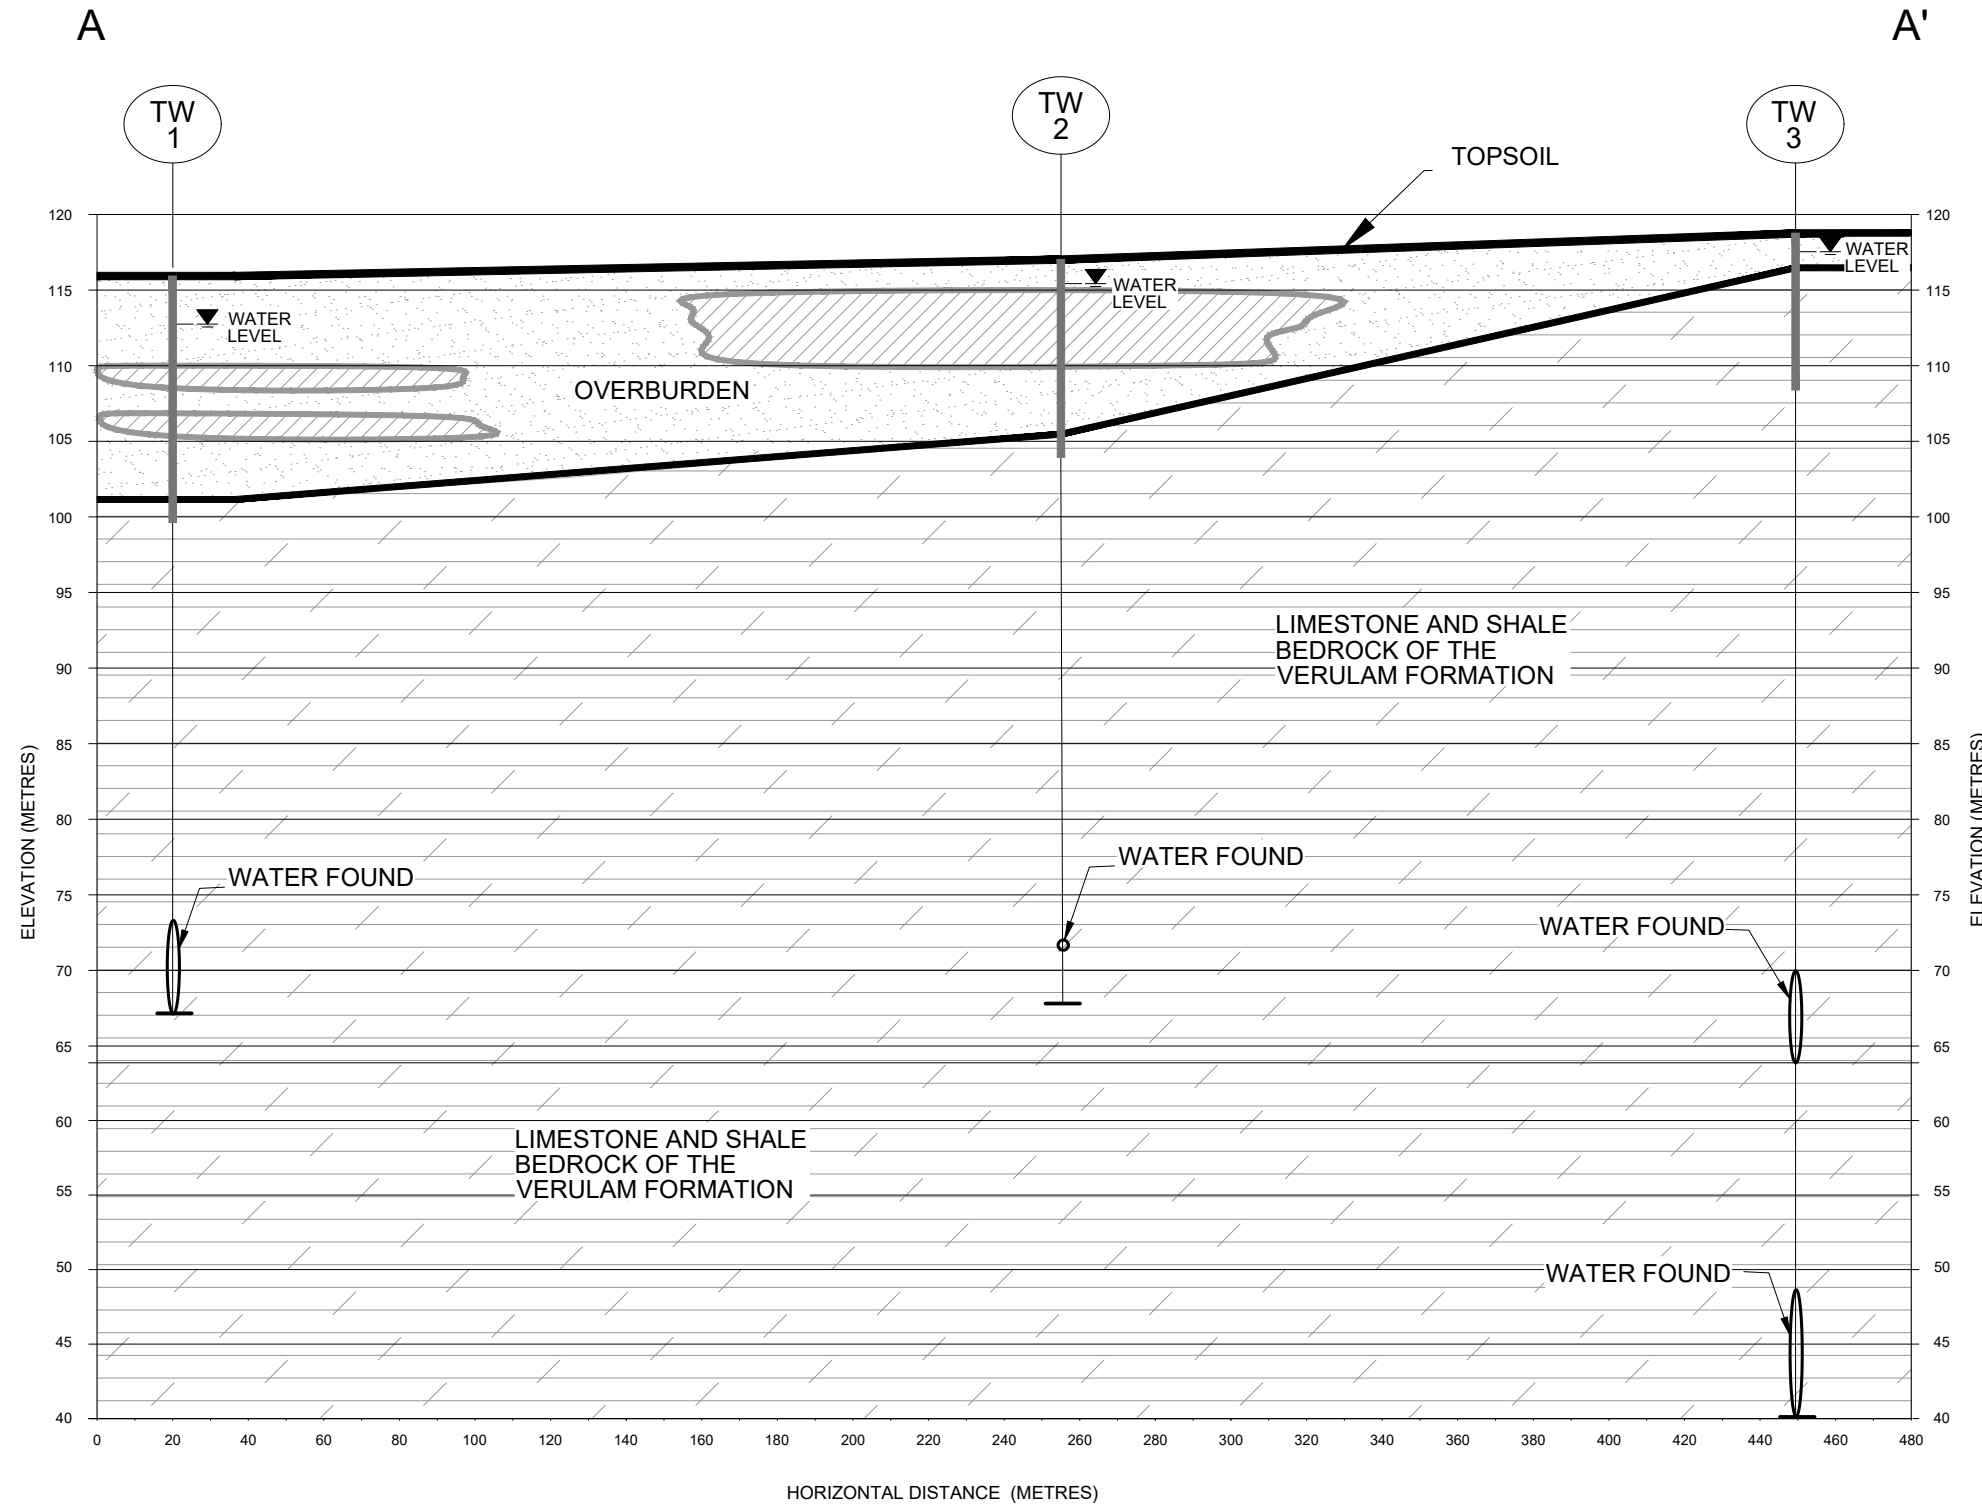 A
A'
TW
1
TW
2
TW
3
TOPSOIL
120
120
WATER
LEVEL
WATER
LEVEL
115
115
WATER
LEVEL
110
110
OVERBURDEN
105
105
100
100
95
95
LIMESTONE AND SHALE
BEDROCK OF THE
VERULAM FORMATION
90
90
85
85
ELEVATION (METRES)
ELEVATION (METRES)
80
80
WATER FOUND
WATER FOUND
75
75
WATER FOUND
70
70
65
65
60
60
LIMESTONE AND SHALE
BEDROCK OF THE
VERULAM FORMATION
55
55
50
50
WATER FOUND
45
45
40
40
0 20 40 60 80 100 120 140 160 180 200 220 240 260 280 300 320 340 360 380 400 420 440 460 480
HORIZONTAL DISTANCE (METRES)